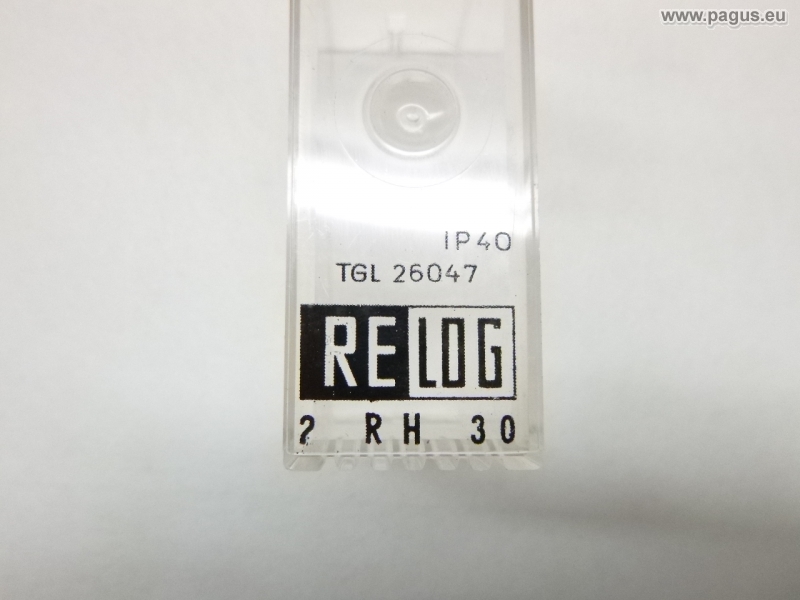 www.pagus.eu
IP40
TGL 26047
RELOG
2 RH 30